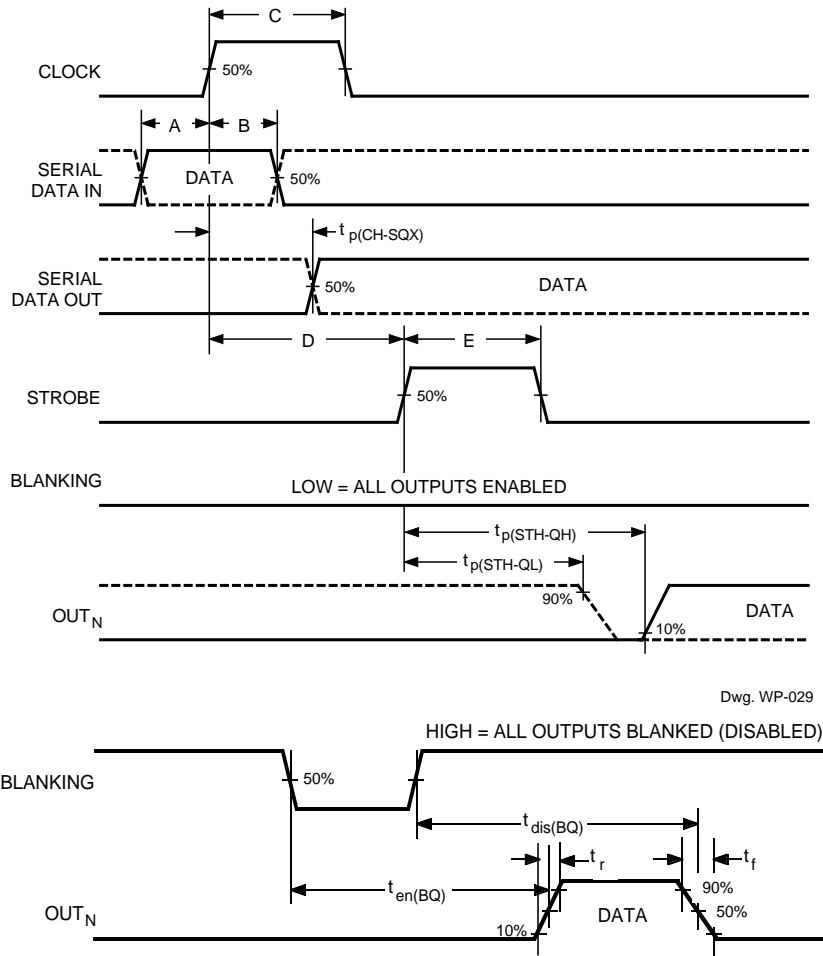 C
CLOCK
50%
A
B
SERIAL
DATA IN
DATA
50%
t p(CH-SQX)
SERIAL
DATA OUT
50%
DATA
D
E
STROBE
50%
BLANKING
LOW = ALL OUTPUTS ENABLED
t p(STH-QH)
t p(STH-QL)
90%
OUT N
DATA
10%
Dwg. WP-029
HIGH = ALL OUTPUTS BLANKED (DISABLED)
BLANKING
50%
t dis(BQ)
t r
t f
t en(BQ)
90%
OUT N
DATA
50%
10%